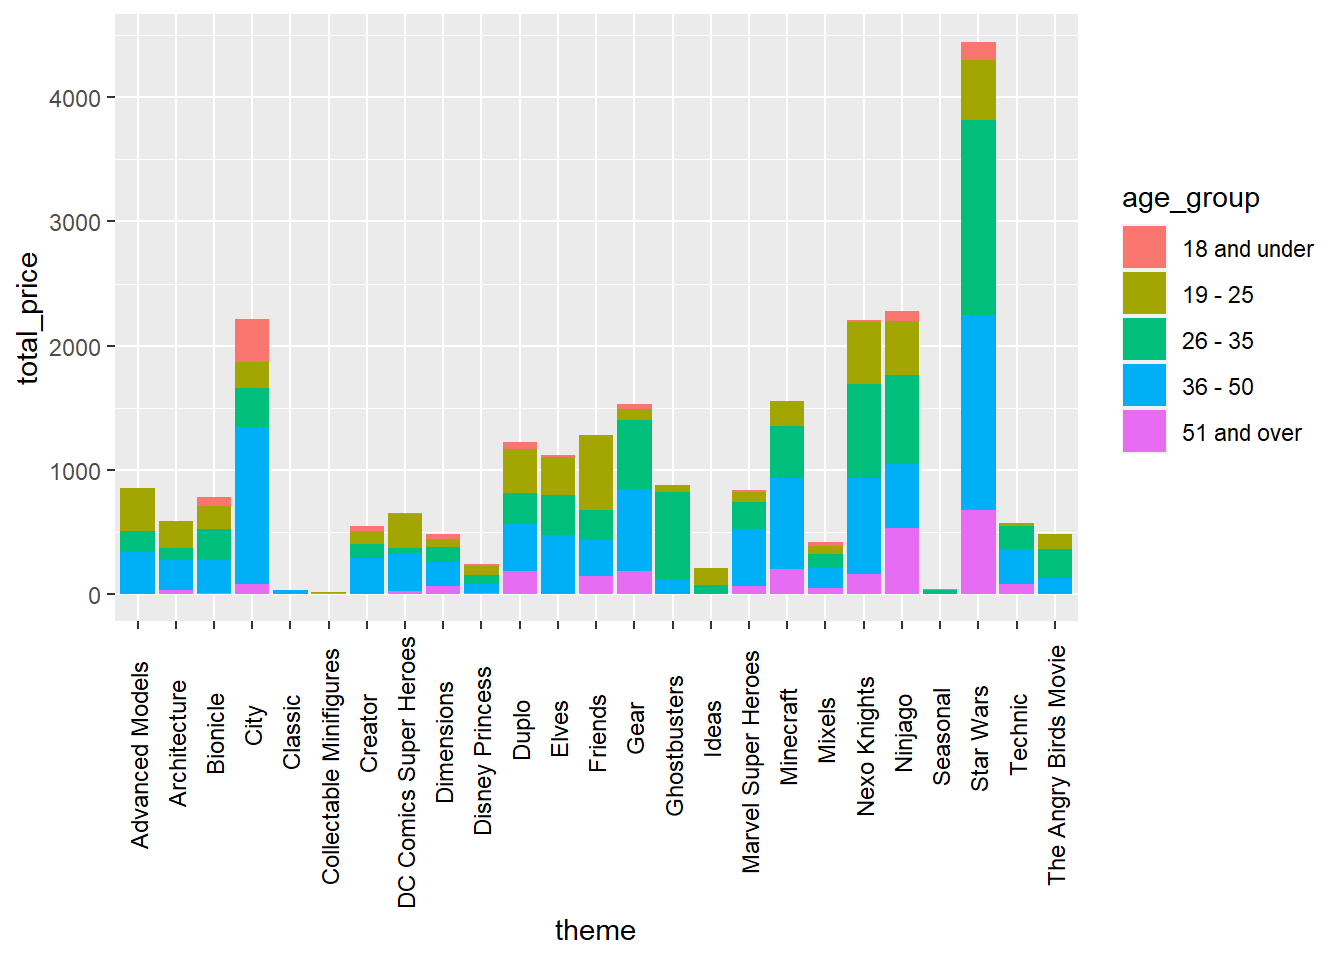 total_price
4000
3000
2000
1000
0
Advanced Models
Architecture
Bionicle
City
Classic
Collectable Minifigures
Creator
DC Comics Super Heroes
Dimensions
Disney Princess
Duplo
Elves
Friends
Gear
Ghostbusters
Ideas
Marvel Super Heroes
Minecraft
Mixels
Nexo Knights
Ninjago
Seasonal
Star Wars
Technic
The Angry Birds Movie
theme
age_group
18 and under
19 - 25
26 - 35
36 - 50
51 and over